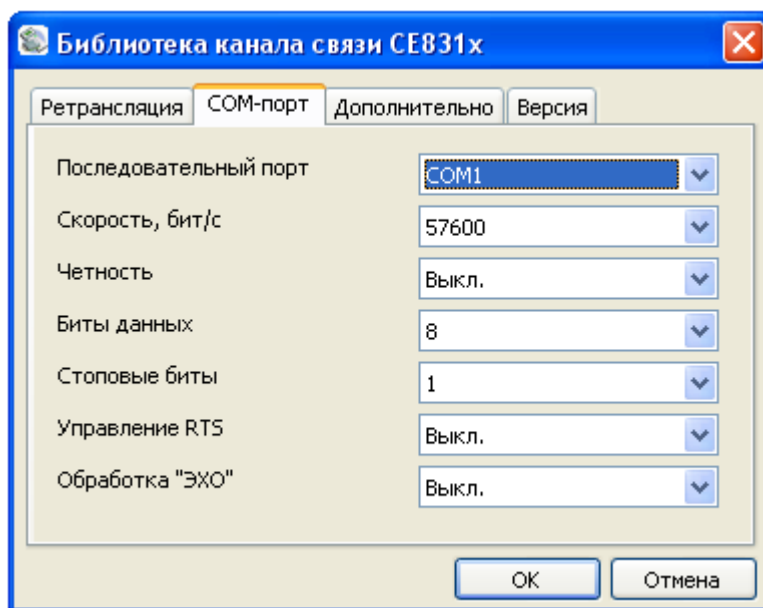 Библиотека канала связи CE831x
Ретрансляция COM-порт Дополнительно Версия
Последовательный порт COM1
Скорость, бит/с 57600
Четность Выкл.
Биты данных 8
Стоповые биты 1
Управление RTS Выкл.
Обработка "ЭХО" Выкл.
OK Отмена